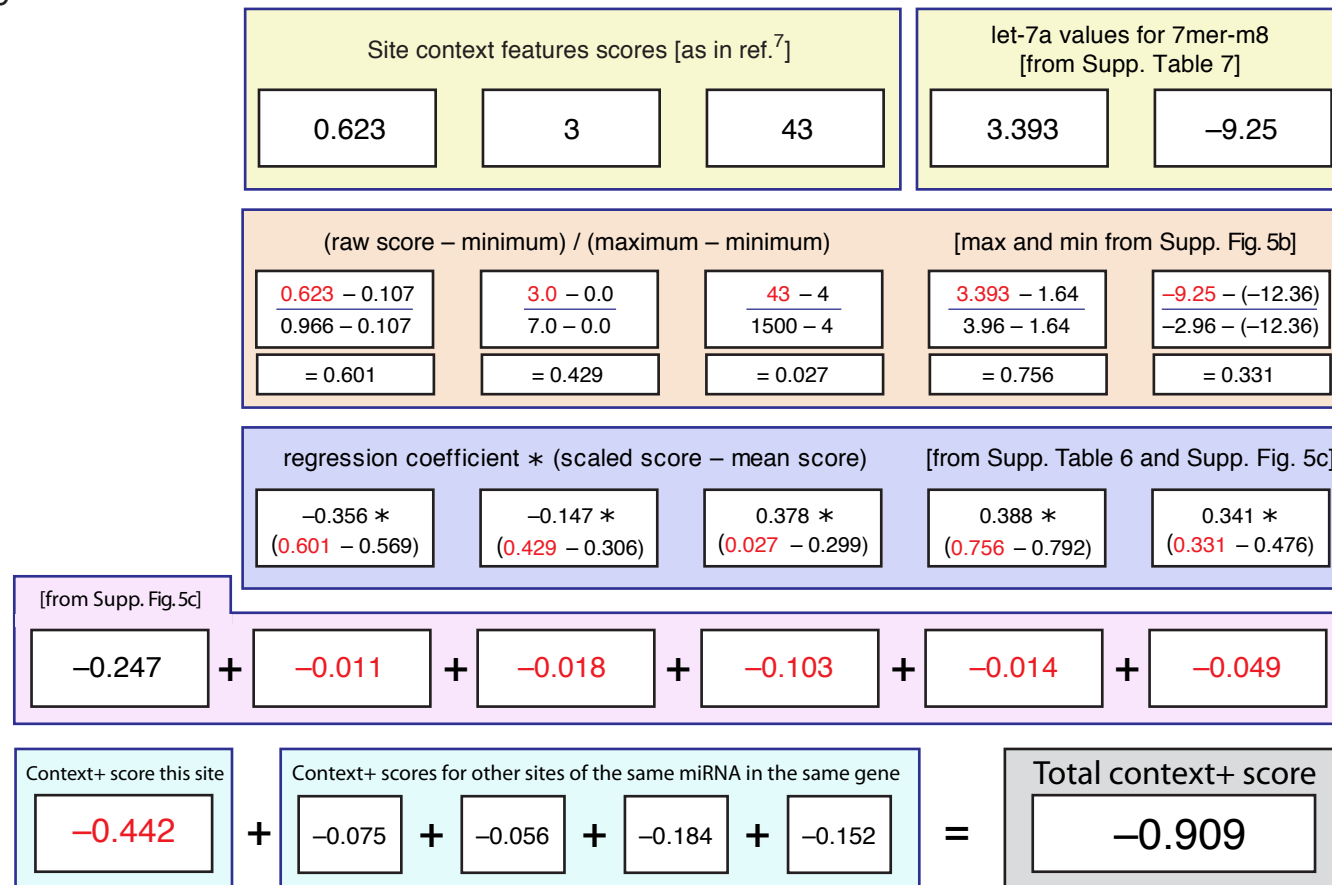 Site context features scores [as in ref.7]
0.623
3
43
let-7a values for 7mer-m8
[from Supp. Table 7]
3.393
–9.25
(raw score – minimum) / (maximum – minimum)
[max and min from Supp. Fig. 5b]
0.623 – 0.107
0.966 – 0.107
= 0.601
3.0 – 0.0
7.0 – 0.0
= 0.429
43 – 4
1500 – 4
= 0.027
3.393 – 1.64
3.96 – 1.64
= 0.756
–9.25 – (–12.36)
–2.96 – (–12.36)
= 0.331
regression coefficient ∗ (scaled score – mean score)
[from Supp. Table 6 and Supp. Fig. 5c]
–0.356 ∗
(0.601 – 0.569)
–0.147 ∗
(0.429 – 0.306)
0.378 ∗
(0.027 – 0.299)
0.388 ∗
(0.756 – 0.792)
0.341 ∗
(0.331 – 0.476)
[from Supp. Fig. 5c]
–0.247 + –0.011 + –0.018 + –0.103 + –0.014 + –0.049
Context+ score this site
–0.442
+
Context+ scores for other sites of the same miRNA in the same gene
–0.075 + –0.056 + –0.184 + –0.152
=
Total context+ score
–0.909